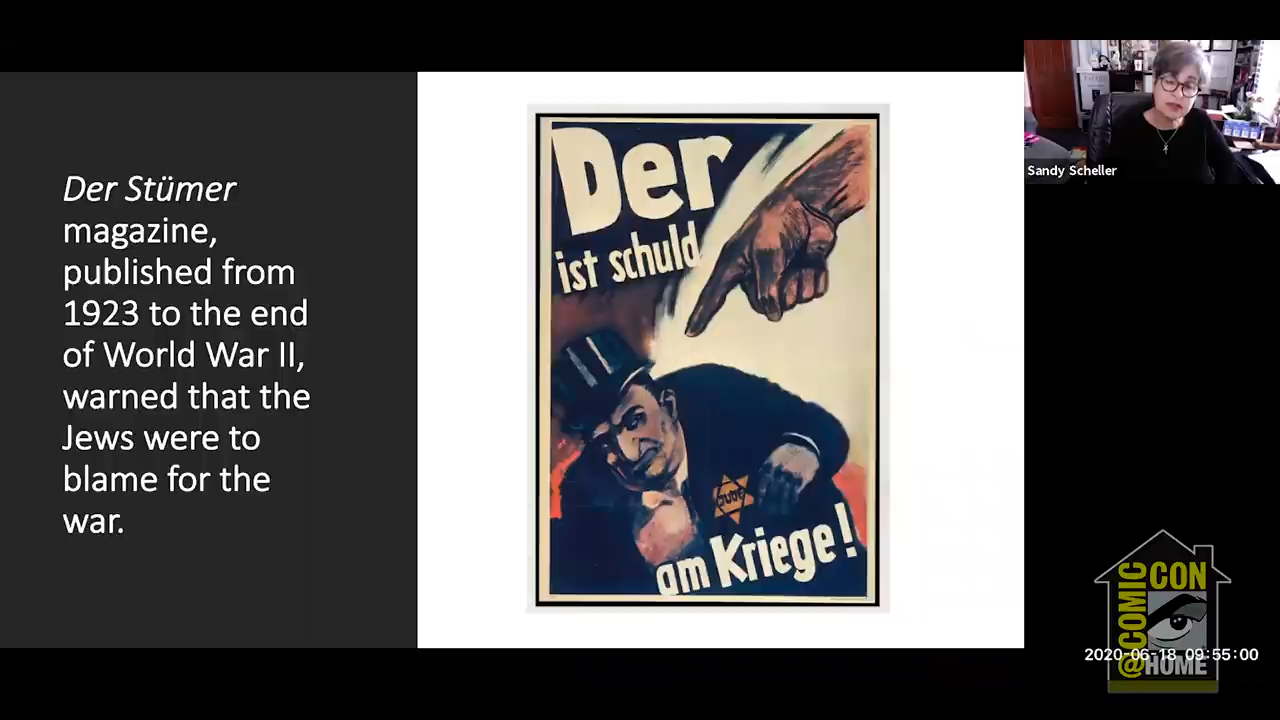 Der Stümer
magazine,
published from
1923 to the end
of World War II,
warned that the
Jews were to
blame for the
war.
Der
ist schuld
JUDE
am Kriege!
Sandy Scheller
@COMIC
CON
HOME
2020-06-18 09:55:00